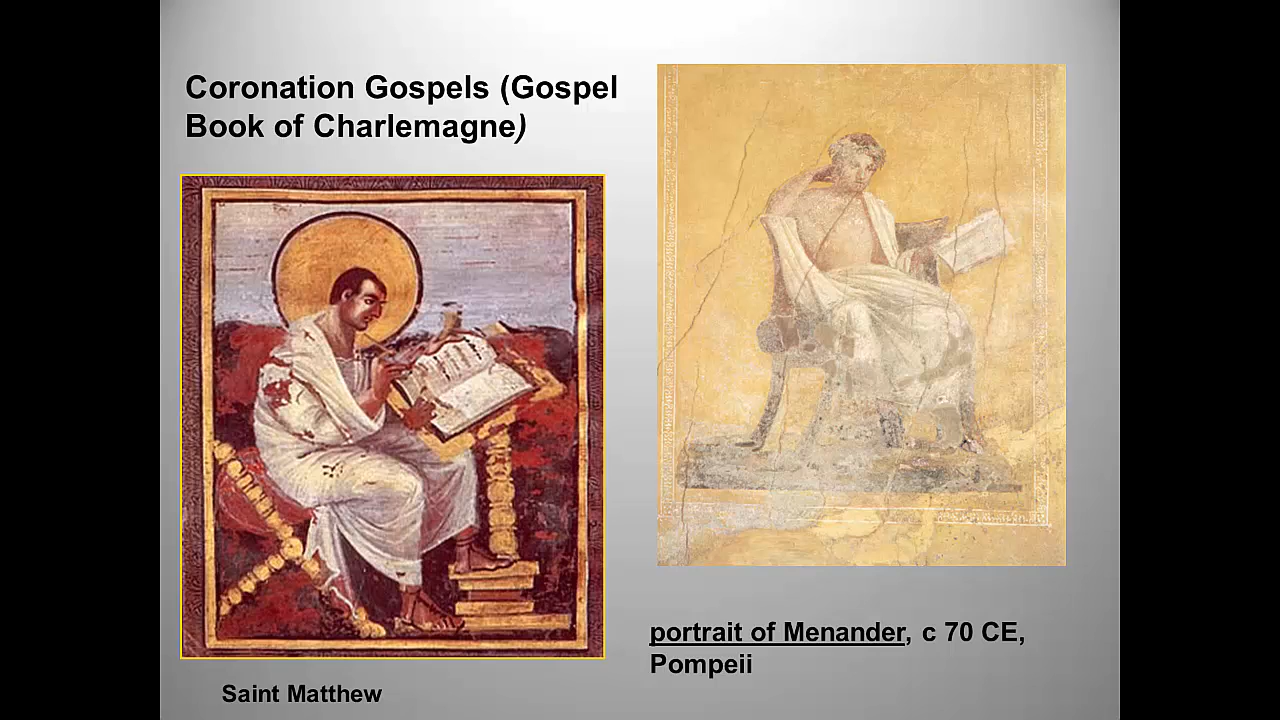 Coronation Gospels (Gospel
Book of Charlemagne)
portrait of Menander, c 70 CE,
Pompeii
Saint Matthew